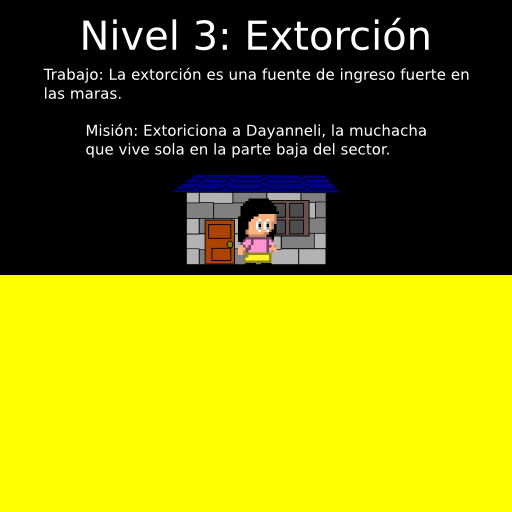 Nivel 3: Extorción
Trabajo: La extorción es una fuente de ingreso fuerte en
las maras.
Misión: Extoriciona a Dayanneli, la muchacha
que vive sola en la parte baja del sector.